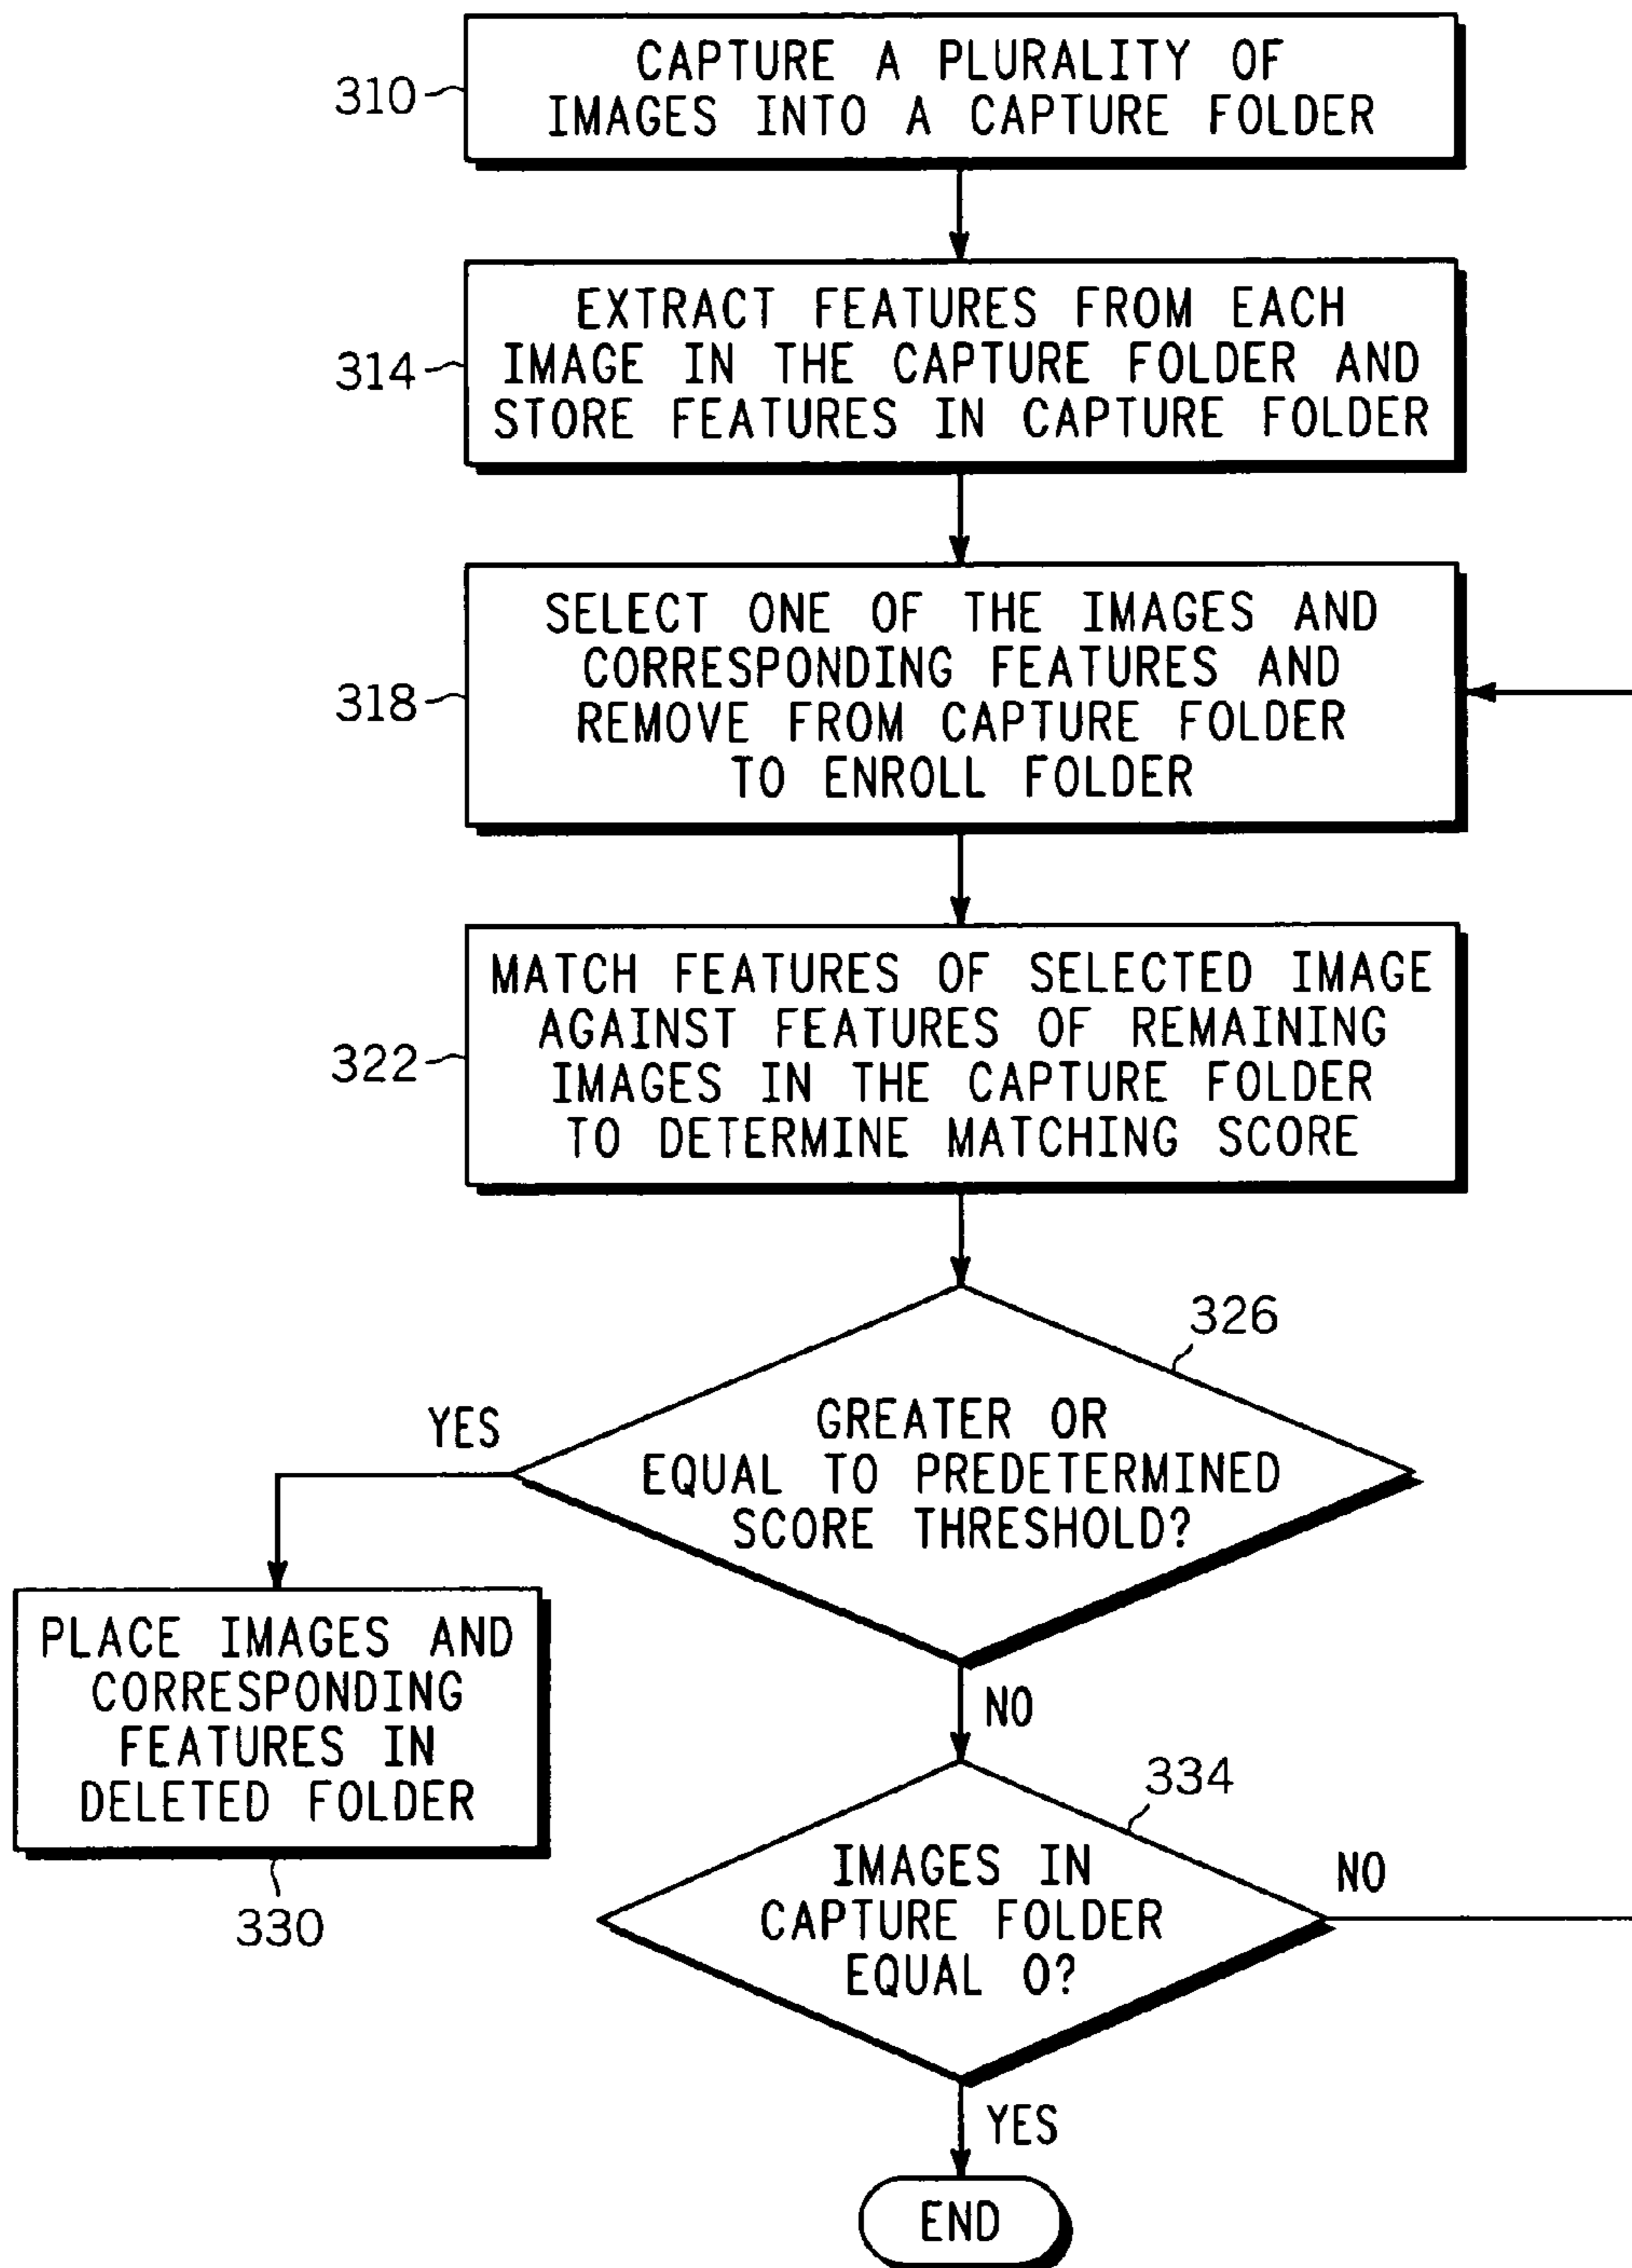 310
CAPTURE A PLURALITY OF
IMAGES INTO A CAPTURE FOLDER
314
EXTRACT FEATURES FROM EACH
IMAGE IN THE CAPTURE FOLDER AND
STORE FEATURES IN CAPTURE FOLDER
318
SELECT ONE OF THE IMAGES AND
CORRESPONDING FEATURES AND
REMOVE FROM CAPTURE FOLDER
TO ENROLL FOLDER
322
MATCH FEATURES OF SELECTED IMAGE
AGAINST FEATURES OF REMAINING
IMAGES IN THE CAPTURE FOLDER
TO DETERMINE MATCHING SCORE
326
GREATER OR
EQUAL TO PREDETERMINED
SCORE THRESHOLD?
YES
PLACE IMAGES AND
CORRESPONDING
FEATURES IN
DELETED FOLDER
330
NO
334
IMAGES IN
CAPTURE FOLDER
EQUAL 0?
NO
YES
END